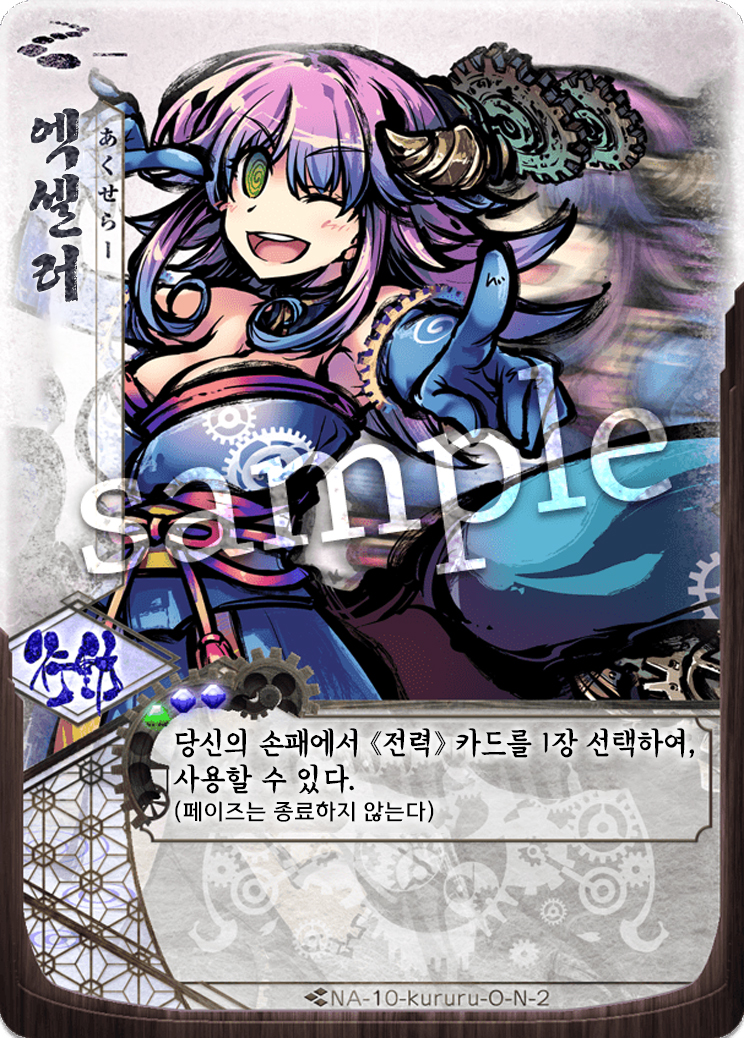 엑셀러
あくせらー
sample
행동
당신의 손패에서 《전력》 카드를 1장 선택하여,
사용할 수 있다.
(페이즈는 종료하지 않는다)
NA-10-kururu-O-N-2